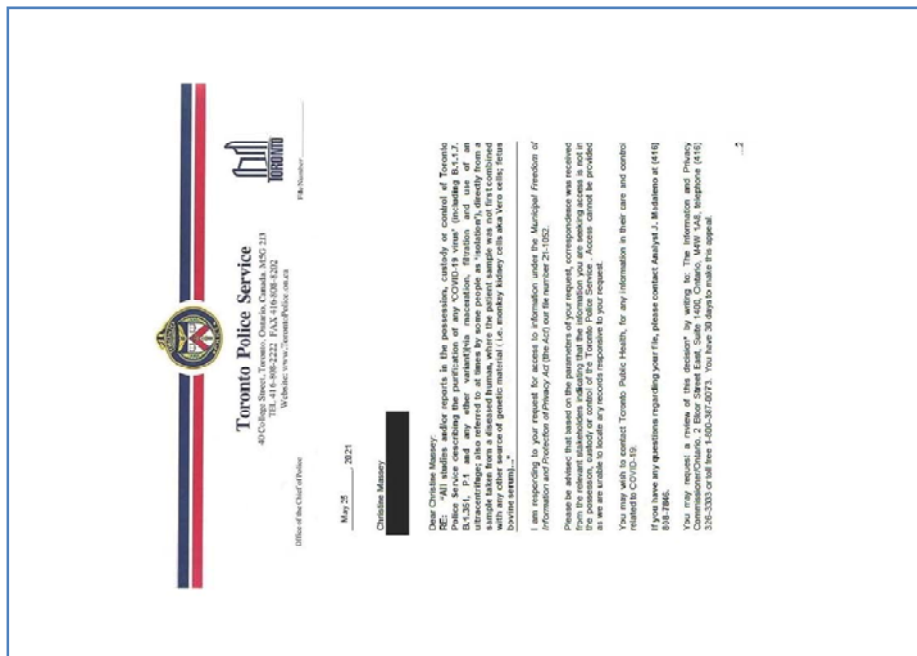 Toronto Police Service
40 College Street, Toronto, Ontario, Canada. M5G 2J3
TEL 416-808-2222 FAX 416-808-8202
Website: www.TorontoPolice.on.ca
TORONTO
Office of the Chief of Police
File Number
May 25 2021
Christine Massey
Dear Christine Massey:
RE: "All studies and/or reports in the possession, custody or control of Toronto
Police Service describing the purification of any "COVID-19 virus" (including B.1.1.7.
B.1.351, P.1 and any other variant)(via maceration, filtration and use of an
ultracentrifuge; also referred to at times by some people as "isolation"), directly from a
sample taken from a diseased human, where the patient sample was not first combined
with any other source of genetic material ( i.e. monkey kidney cells aka Vero cells; fetus
bovine serum)..."
I am responding to your request for access to information under the Municipal Freedom of
Information and Protection of Privacy Act (the Act) our file number 21-1052.
Please be advised that based on the parameters of your request, correspondence was received
from the relevant stakeholders indicating that the information you are seeking access is not in
the possession, custody or control of the Toronto Police Service . Access cannot be provided
as we are unable to locate any records responsive to your request.
You may wish to contact Toronto Public Health, for any information in their care and control
related to COVID-19.
If you have any questions regarding your file, please contact Analyst J. Madaleno at (416)
808-7846.
You may request a review of this decision" by writing to: The Information and Privacy
Commissioner/Ontario, 2 Bloor Street East, Suite 1400, Ontario, M4W 1A8, telephone (416)
326-3333 or toll free 1-800-387-0073. You have 30 days to make this appeal.
...2